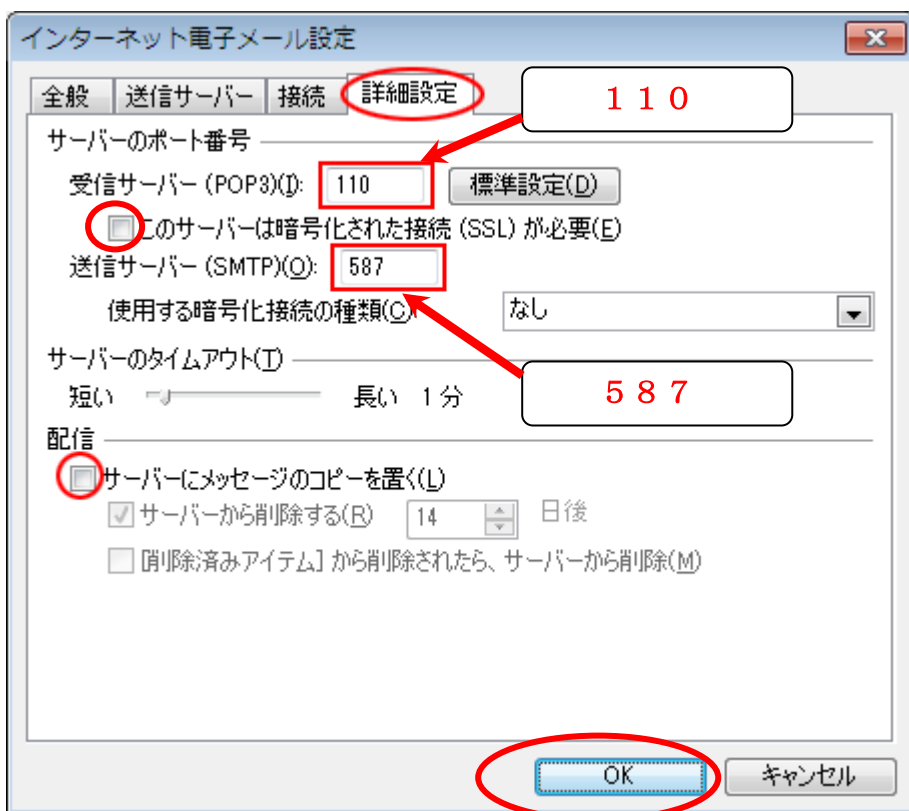 インターネット電子メール設定
全般 送信サーバー 接続 詳細設定
１１０
サーバーのポート番号
受信サーバー (POP3)(I): 110 標準設定(D)
このサーバーは暗号化された接続 (SSL) が必要(E)
送信サーバー (SMTP)(O): 587
使用する暗号化接続の種類(C) なし
サーバーのタイムアウト(T)
短い 長い 1 分
５８７
配信
サーバーにメッセージのコピーを置く(L)
サーバーから削除する(R) 14 日後
[削除済みアイテム] から削除されたら、サーバーから削除(M)
OK キャンセル